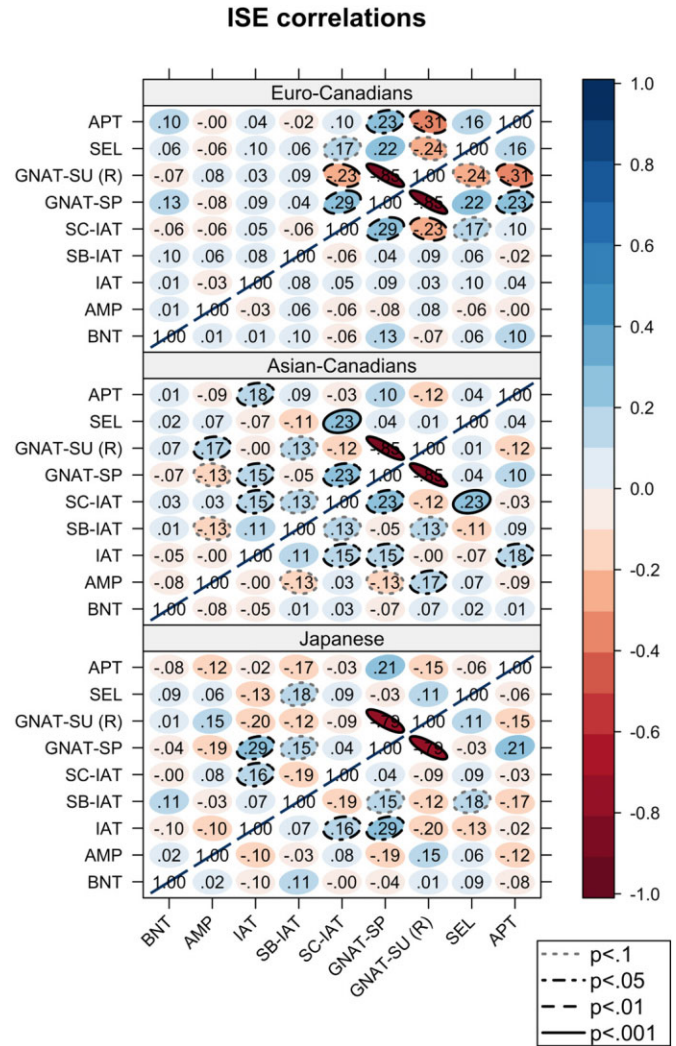 ISE correlations
Euro-Canadians
APT .10 -.00 .04 -.02 .10 .23 -.31 .16 1.00
SEL .06 -.06 .10 .06 .17 .22 -.24 1.00 .16
GNAT-SU (R) -.07 .08 .03 .09 -.23 -.85 1.00 -.24 -.31
GNAT-SP .13 -.08 .09 .04 .29 1.00 -.85 .22 .23
SC-IAT -.06 -.06 .05 -.06 1.00 .29 -.23 .17 .10
SB-IAT .10 .06 .08 1.00 -.06 .04 .09 .06 -.02
IAT .01 -.03 1.00 .08 .05 .09 .03 .10 .04
AMP .01 1.00 -.03 .06 -.06 -.08 .08 -.06 -.00
BNT 1.00 .01 .01 .10 -.06 .13 -.07 .06 .10
Asian-Canadians
APT .01 -.09 .18 .09 -.03 .10 -.12 .04 1.00
SEL .02 .07 -.07 -.11 .23 .04 .01 1.00 .04
GNAT-SU (R) .07 .17 -.00 .13 -.12 -.85 1.00 .01 -.12
GNAT-SP -.07 -.13 .15 -.05 .23 1.00 -.85 .04 .10
SC-IAT .03 .03 .15 .13 1.00 .23 -.12 .23 -.03
SB-IAT .01 -.13 .11 1.00 .13 -.05 .13 -.11 .09
IAT -.05 -.00 1.00 .11 .15 .15 -.00 -.07 .18
AMP -.08 1.00 -.00 -.13 .03 -.13 .17 .07 -.09
BNT 1.00 -.08 -.05 .01 .03 -.07 .07 .02 .01
Japanese
APT -.08 -.12 -.02 -.17 -.03 .21 -.15 -.06 1.00
SEL .09 .06 -.13 .18 .09 -.03 .11 1.00 -.06
GNAT-SU (R) .01 .15 -.20 -.12 -.09 -.79 1.00 .11 -.15
GNAT-SP -.04 -.19 .29 .15 .04 1.00 -.79 -.03 .21
SC-IAT -.00 .08 .16 -.19 1.00 .04 -.09 .09 -.03
SB-IAT .11 -.03 .07 1.00 -.19 .15 -.12 .18 -.17
IAT -.10 -.10 1.00 .07 .16 .29 -.20 -.13 -.02
AMP .02 1.00 -.10 -.03 .08 -.19 .15 .06 -.12
BNT 1.00 .02 -.10 .11 -.00 -.04 .01 .09 -.08
BNT AMP IAT SB-IAT SC-IAT GNAT-SP GNAT-SU (R) SEL APT
1.0
0.8
0.6
0.4
0.2
0.0
-0.2
-0.4
-0.6
-0.8
-1.0
p<.1
p<.05
p<.01
p<.001